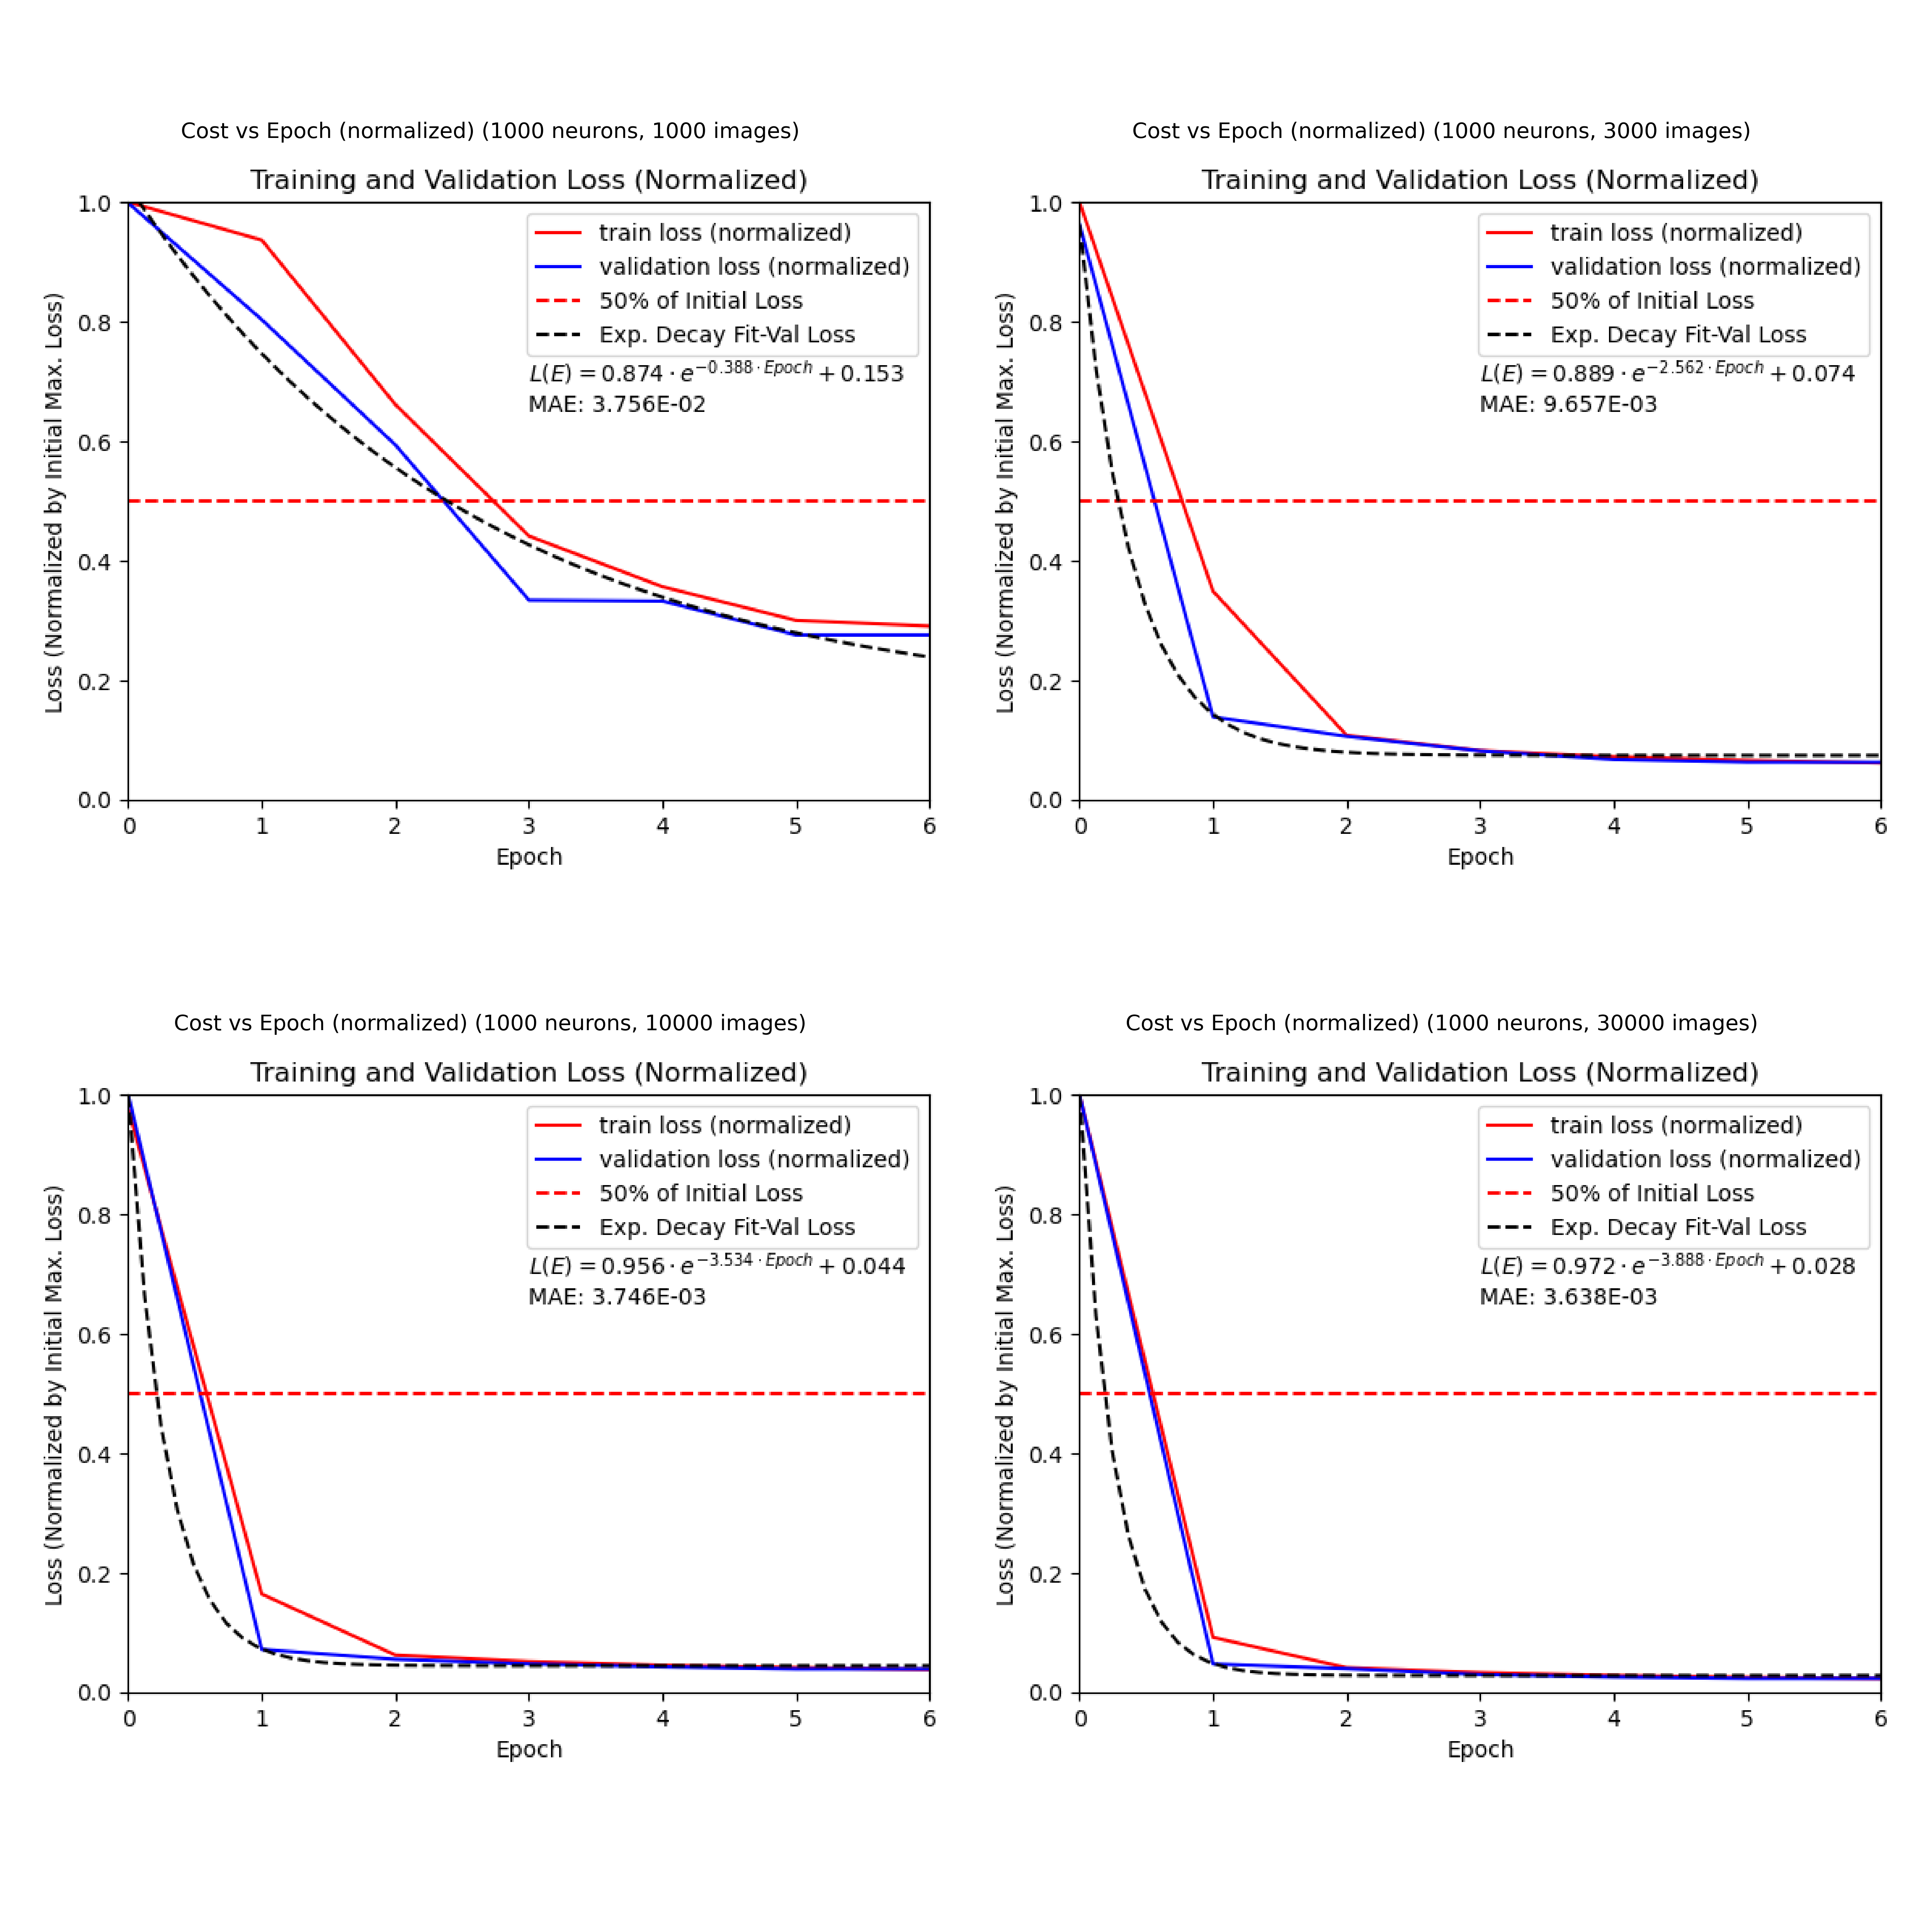 Cost vs Epoch (normalized) (1000 neurons, 1000 images)
Training and Validation Loss (Normalized)
Loss (Normalized by Initial Max. Loss)
1.0
0.8
0.6
0.4
0.2
0.0
train loss (normalized)
validation loss (normalized)
50% of Initial Loss
Exp. Decay Fit-Val Loss
L(E) = 0.874 · e^{−0.388 · Epoch} + 0.153
MAE: 3.756E-02
0 1 2 3 4 5 6
Epoch
Cost vs Epoch (normalized) (1000 neurons, 3000 images)
Training and Validation Loss (Normalized)
Loss (Normalized by Initial Max. Loss)
1.0
0.8
0.6
0.4
0.2
0.0
train loss (normalized)
validation loss (normalized)
50% of Initial Loss
Exp. Decay Fit-Val Loss
L(E) = 0.889 · e^{−2.562 · Epoch} + 0.074
MAE: 9.657E-03
0 1 2 3 4 5 6
Epoch
Cost vs Epoch (normalized) (1000 neurons, 10000 images)
Training and Validation Loss (Normalized)
Loss (Normalized by Initial Max. Loss)
1.0
0.8
0.6
0.4
0.2
0.0
train loss (normalized)
validation loss (normalized)
50% of Initial Loss
Exp. Decay Fit-Val Loss
L(E) = 0.956 · e^{−3.534 · Epoch} + 0.044
MAE: 3.746E-03
0 1 2 3 4 5 6
Epoch
Cost vs Epoch (normalized) (1000 neurons, 30000 images)
Training and Validation Loss (Normalized)
Loss (Normalized by Initial Max. Loss)
1.0
0.8
0.6
0.4
0.2
0.0
train loss (normalized)
validation loss (normalized)
50% of Initial Loss
Exp. Decay Fit-Val Loss
L(E) = 0.972 · e^{−3.888 · Epoch} + 0.028
MAE: 3.638E-03
0 1 2 3 4 5 6
Epoch